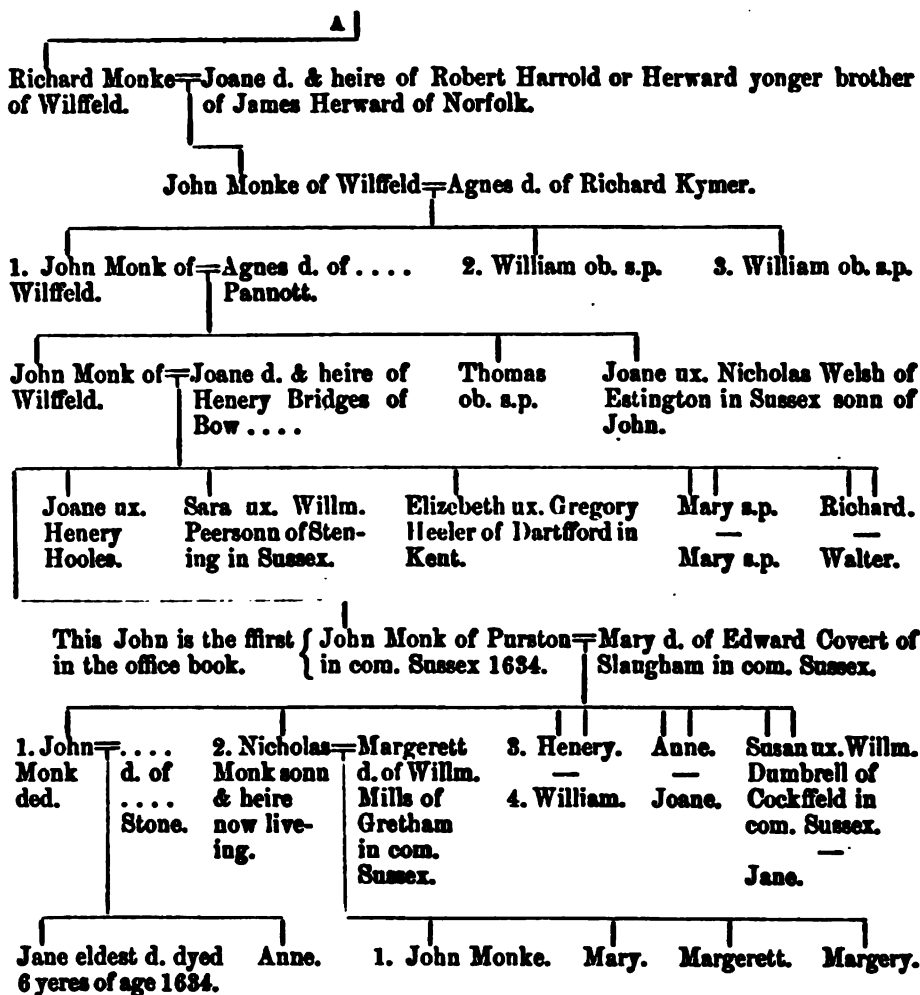 A
Richard Monke=Joane d. & heire of Robert Harrold or Herward yonger brother
of Wilffeld. of James Herward of Norfolk.
John Monke of Wilffeld=Agnes d. of Richard Kymer.
1. John Monk of=Agnes d. of . . . . 2. William ob. s.p. 3. William ob. s.p.
Wilffeld. Pannott.
John Monk of=Joane d. & heire of Thomas Joane ux. Nicholas Welsh of
Wilffeld. Henery Bridges of ob. s.p. Estington in Sussex sonn of
Bow . . . . John.
Joane ux. Sara ux. Willm. Elizcbeth ux. Gregory Mary s.p. Richard.
Henery Peersonn of Sten- Heeler of Dartfford in — —
Hooles. ing in Sussex. Kent. Mary s.p. Walter.
This John is the ffirst { John Monk of Purston=Mary d. of Edward Covert of
in the office book. in com. Sussex 1634. Slaugham in com. Sussex.
1. John=. . . . 2. Nicholas=Margerett 3. Henery. Anne. Susan ux. Willm.
Monk d. of Monk sonn d. of Willm. — — Dumbrell of
ded. . . . . & heire Mills of 4. William. Joane. Cockffeld in
Stone. now live- Gretham com. Sussex.
ing. in com. —
Sussex. Jane.
Jane eldest d. dyed Anne. 1. John Monke. Mary. Margerett. Margery.
6 yeres of age 1634.